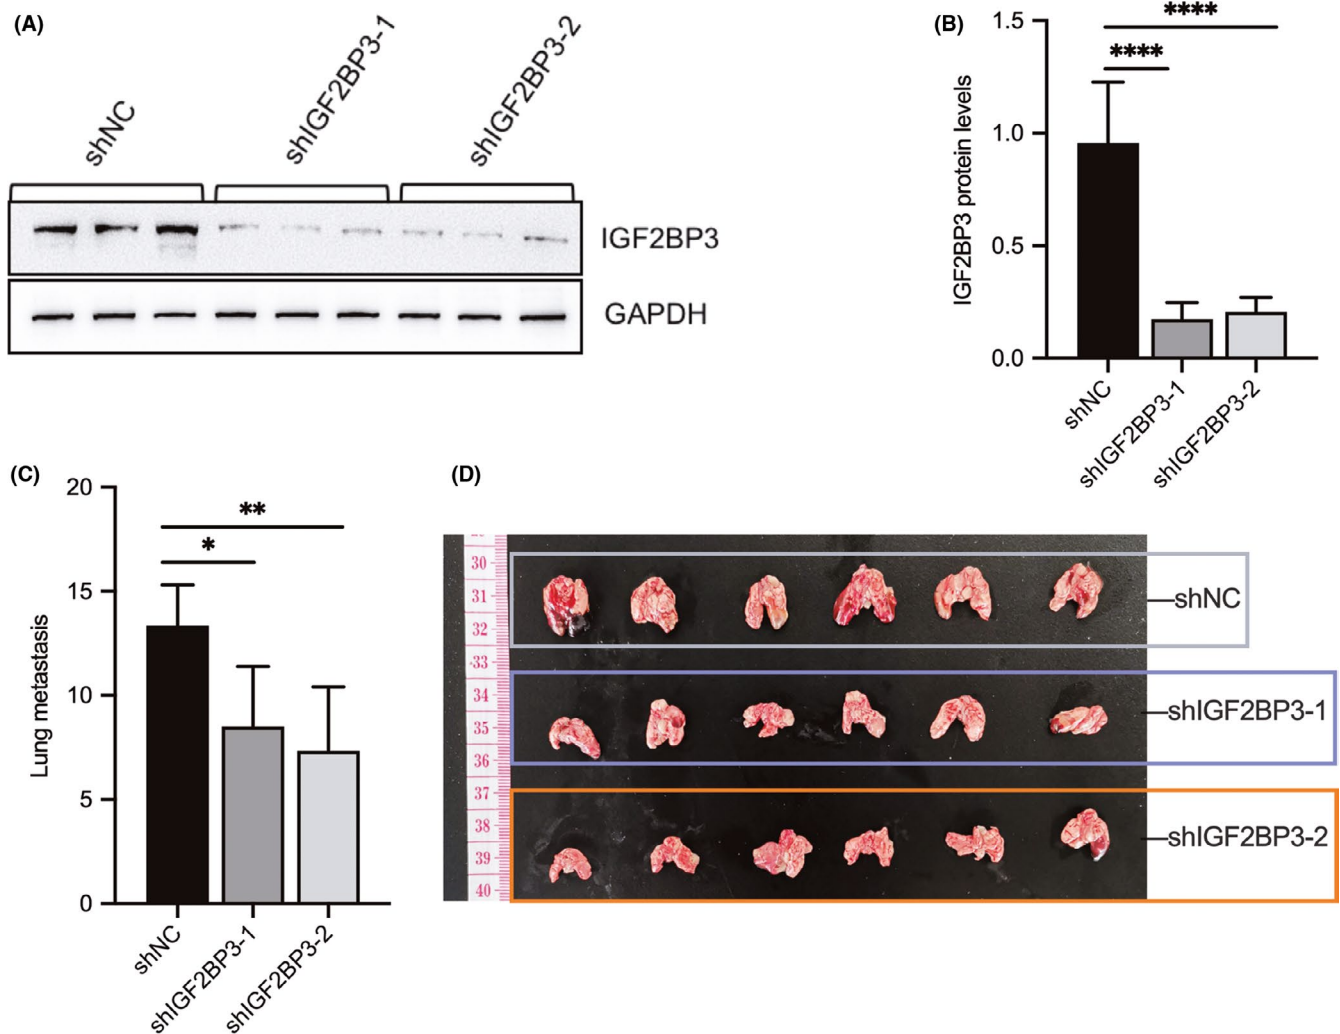 (A)
shNC
shIGF2BP3-1
shIGF2BP3-2
IGF2BP3
GAPDH
(B)
****
****
1.5
1.0
0.5
0.0
IGF2BP3 protein levels
shNC
shIGF2BP3-1
shIGF2BP3-2
(C)
20
15
10
5
0
**
*
Lung metastasis
shNC
shIGF2BP3-1
shIGF2BP3-2
(D)
30
31
32
33
34
35
36
37
38
39
40
shNC
shIGF2BP3-1
shIGF2BP3-2